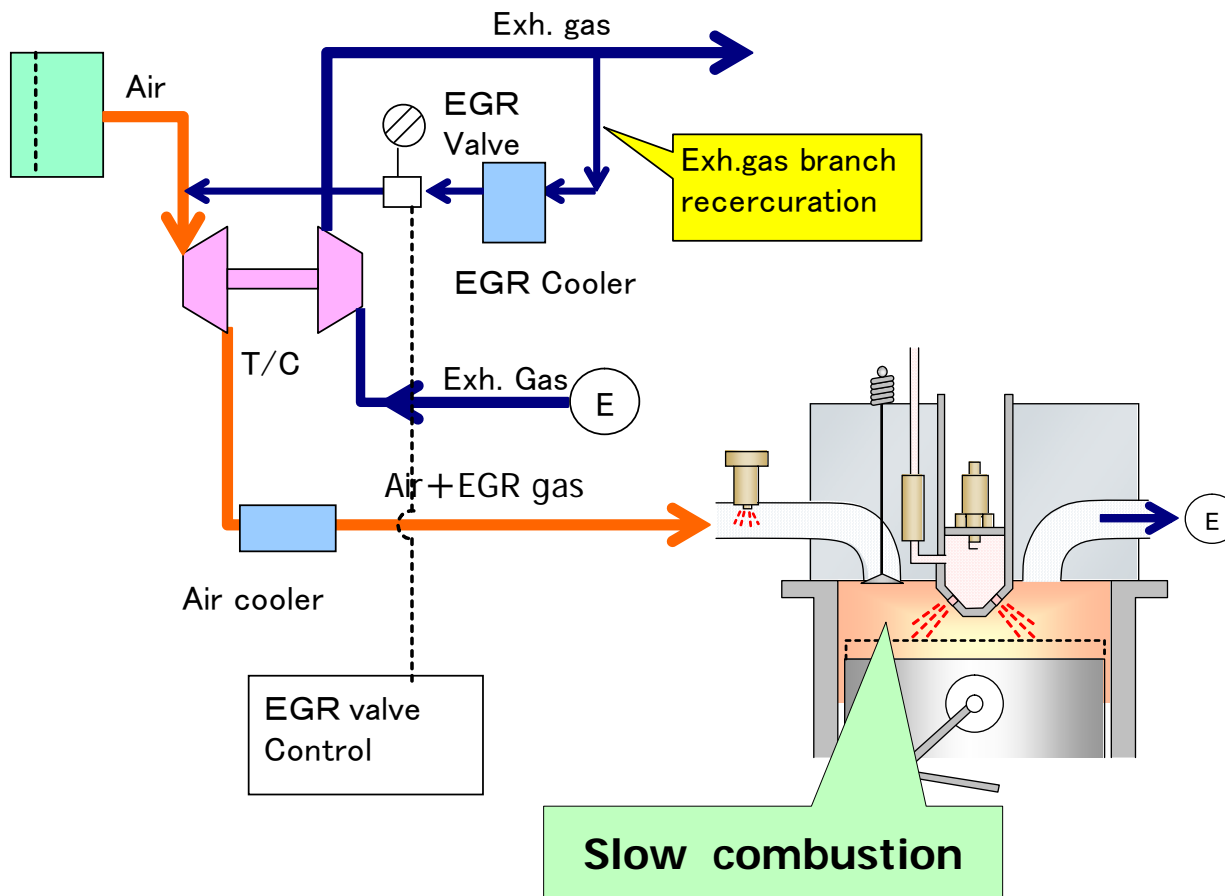 Exh. gas
Air
EGR
Valve
Exh.gas branch
recercuration
EGR Cooler
T/C
Exh. Gas
E
Air+EGR gas
E
Air cooler
EGR valve
Control
Slow combustion